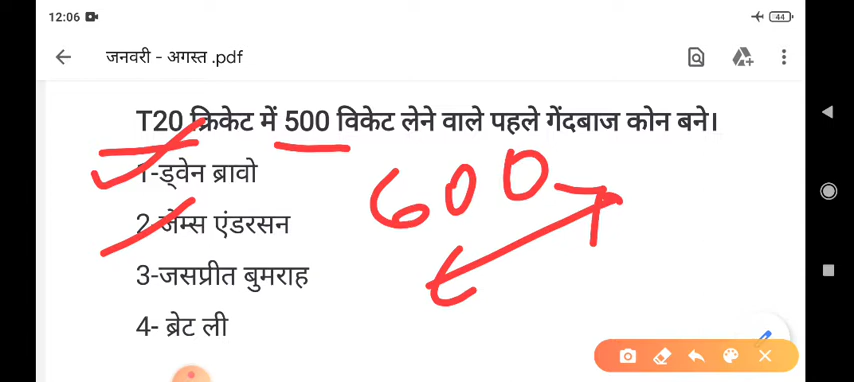 12:06
44
जनवरी - अगस्त .pdf
T20 क्रिकेट में 500 विकेट लेने वाले पहले गेंदबाज कोन बने।
1-ड्वेन ब्रावो
600
2-जेम्स एंडरसन
3-जसप्रीत बुमराह
4- ब्रेट ली